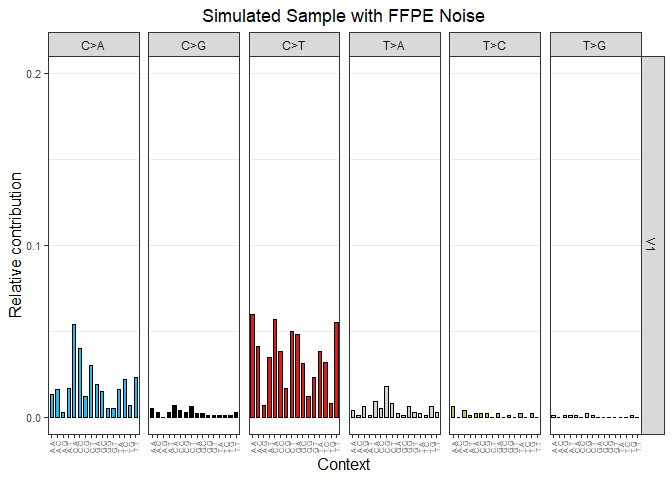 Simulated Sample with FFPE Noise
C>A C>G C>T T>A T>C T>G
0.2
0.1
0.0
Relative contribution
V1
A.A A.C A.G A.T C.A C.C C.G C.T G.A G.C G.G G.T T.A T.C T.G T.T A.A A.C A.G A.T C.A C.C C.G C.T G.A G.C G.G G.T T.A T.C T.G T.T A.A A.C A.G A.T C.A C.C C.G C.T G.A G.C G.G G.T T.A T.C T.G T.T A.A A.C A.G A.T C.A C.C C.G C.T G.A G.C G.G G.T T.A T.C T.G T.T A.A A.C A.G A.T C.A C.C C.G C.T G.A G.C G.G G.T T.A T.C T.G T.T A.A A.C A.G A.T C.A C.C C.G C.T G.A G.C G.G G.T T.A T.C T.G T.T
Context